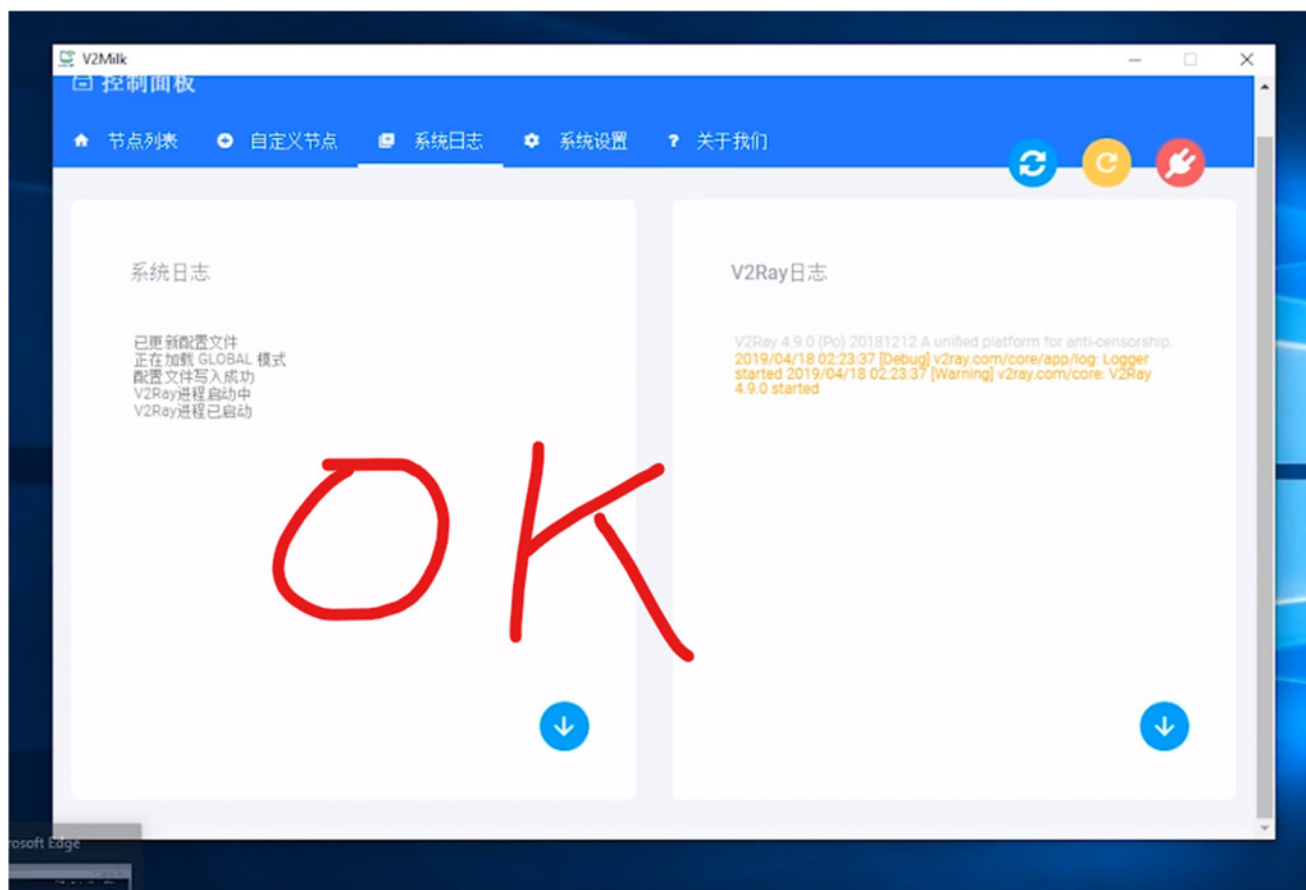 V2Milk
控制面板
节点列表 自定义节点 系统日志 系统设置 ? 关于我们
系统日志
已更新配置文件
正在加载 GLOBAL 模式
配置文件写入成功
V2Ray进程启动中
V2Ray进程已启动
V2Ray日志
V2Ray 4.9.0 (Po) 20181212 A unified platform for anti-censorship.
2019/04/18 02:23:37 [Debug] v2ray.com/core/app/log: Logger
started 2019/04/18 02:23:37 [Warning] v2ray.com/core: V2Ray
4.9.0 started
OK
rosoft Edge